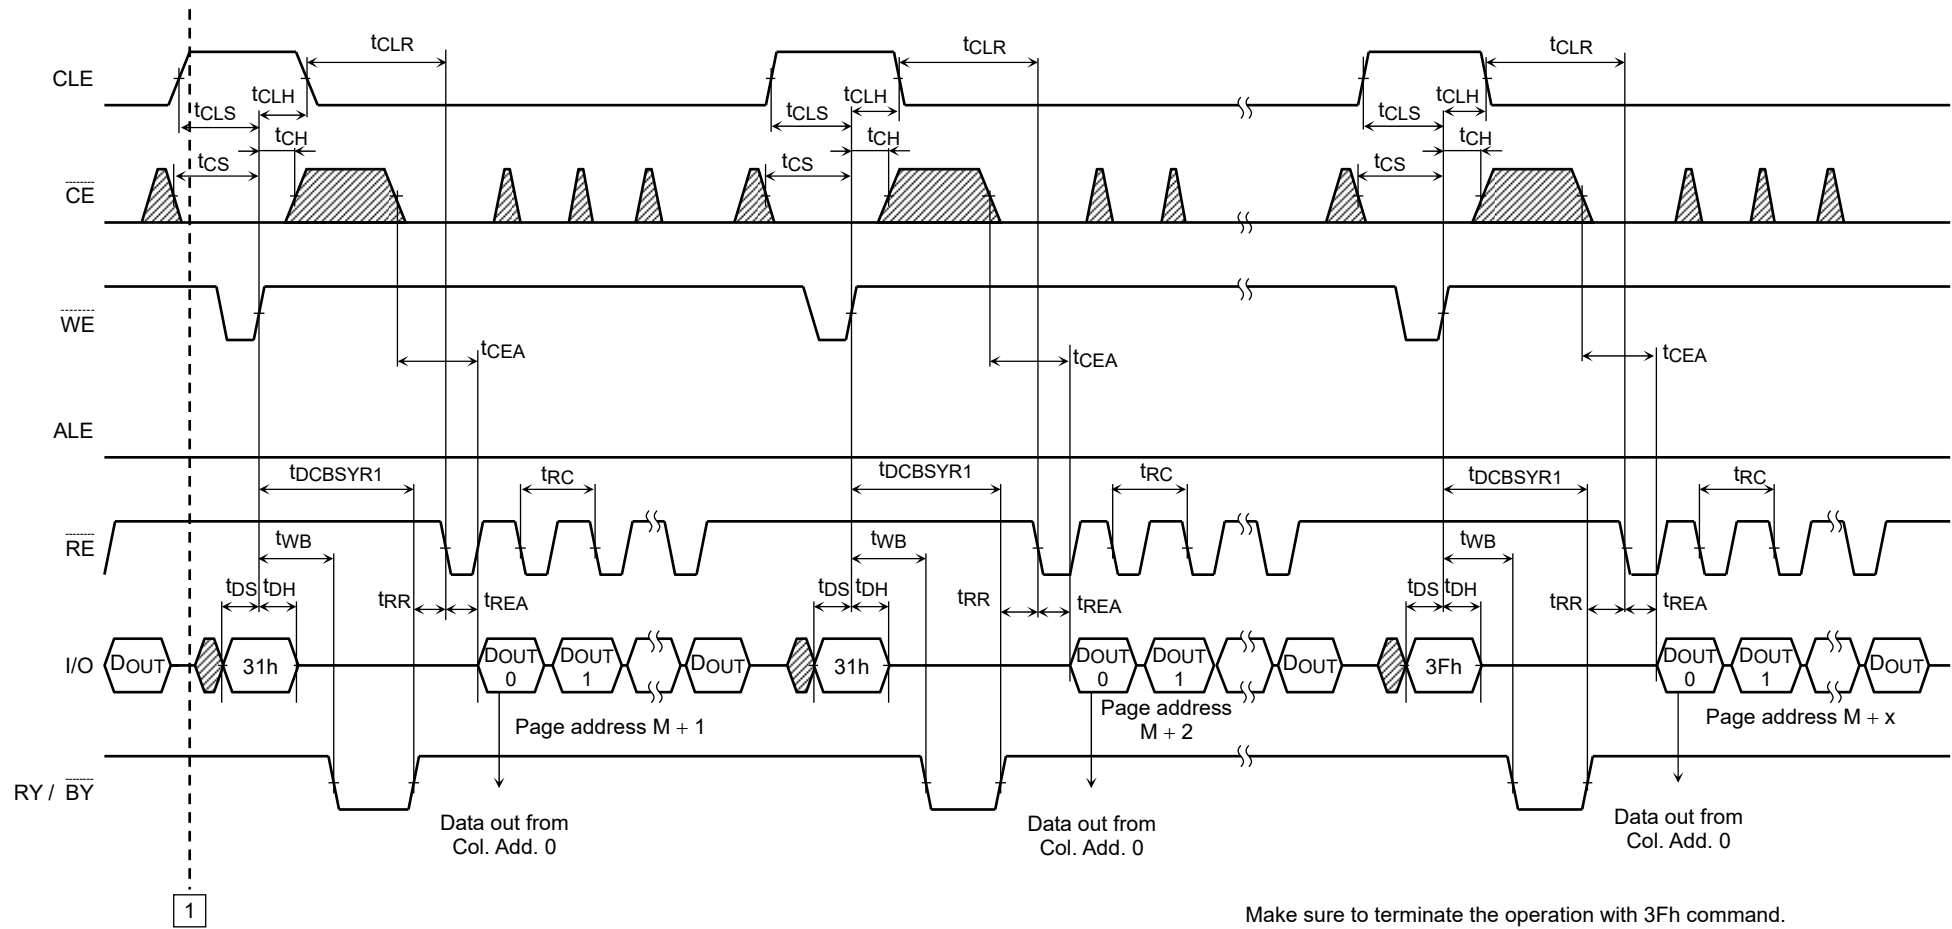 tCLR tCLR tCLR
CLE
tCLH tCLH tCLH
tCLS tCLS tCLS
tCH tCH tCH
tCS tCS tCS
CE
WE
tCEA tCEA tCEA
ALE
tDCBSYR1 tRC tDCBSYR1 tRC tDCBSYR1 tRC
RE
tWB tWB tWB
tDS tDH tRR tREA tDS tDH tRR tREA tDS tDH tRR tREA
I/O DOUT 31h DOUT 0 DOUT 1 DOUT 31h DOUT 0 DOUT 1 DOUT 3Fh DOUT 0 DOUT 1 DOUT
Page address M + 1
Page address
M + 2
Page address M + x
RY / BY
Data out from
Col. Add. 0
Data out from
Col. Add. 0
Data out from
Col. Add. 0
1
Make sure to terminate the operation with 3Fh command.